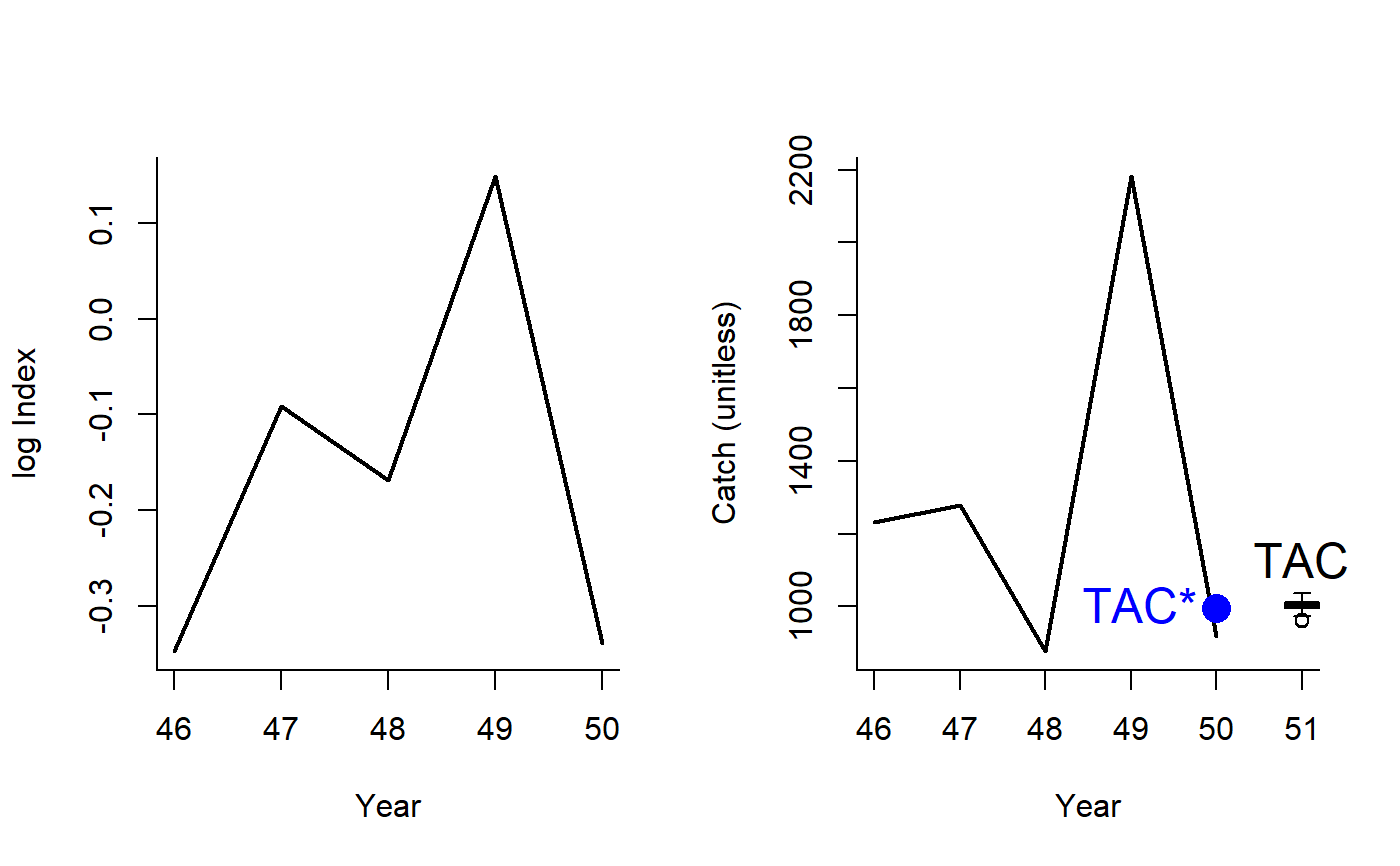 log Index
0.1
0.0
-0.1
-0.2
-0.3
46 47 48 49 50
Year
Catch (unitless)
2200
1800
1400
1000
TAC*
TAC
46 47 48 49 50 51
Year